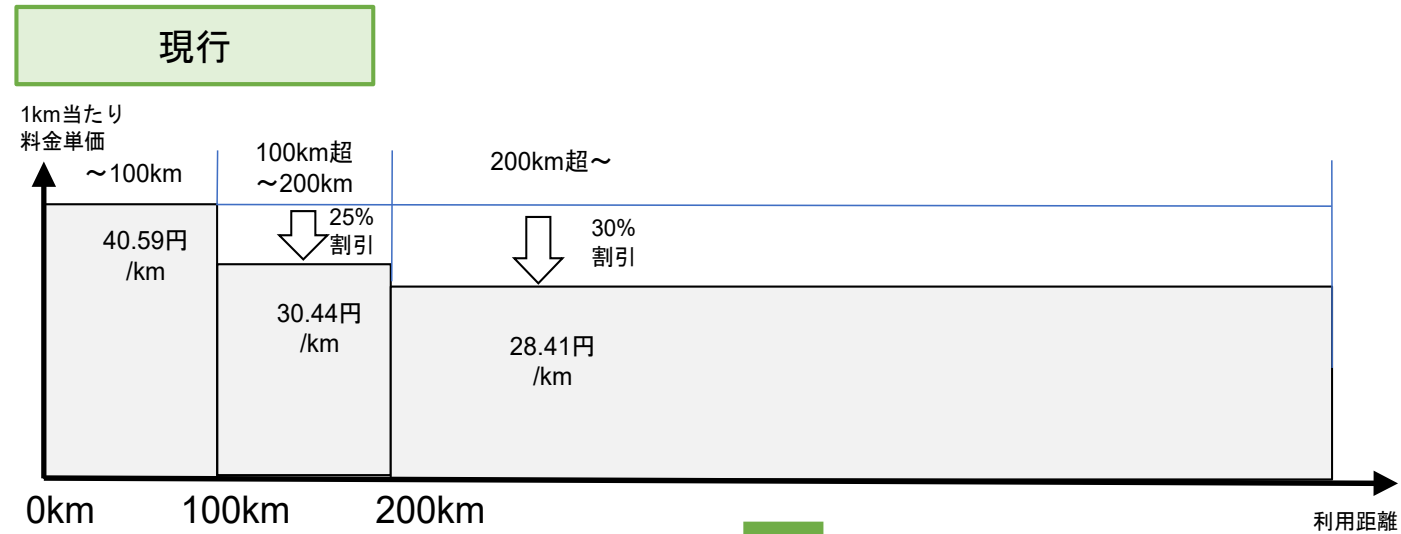 現行
1km当たり
料金単価
～100km
100km超
～200km
200km超～
25%
割引
30%
割引
40.59円
/km
30.44円
/km
28.41円
/km
0km
100km
200km
利用距離